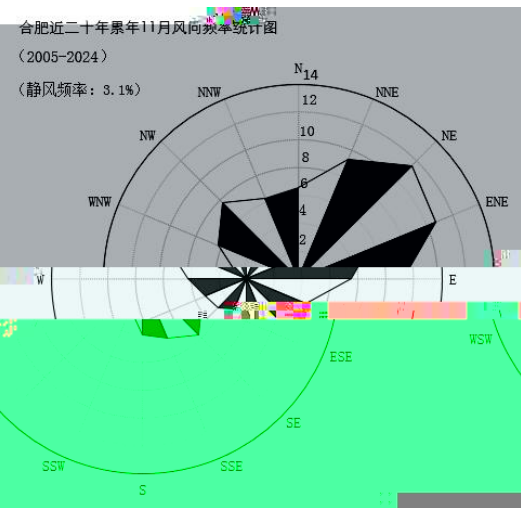 合肥近二十年累年11月风向频率统计图
（2005-2024）
（静风频率：3.1%）
N 14
NNW 12 NNE
NW 10 NE
8
6
WNW 4 ENE
2
W E
WSW
ESE
SE
SSW SSE
S